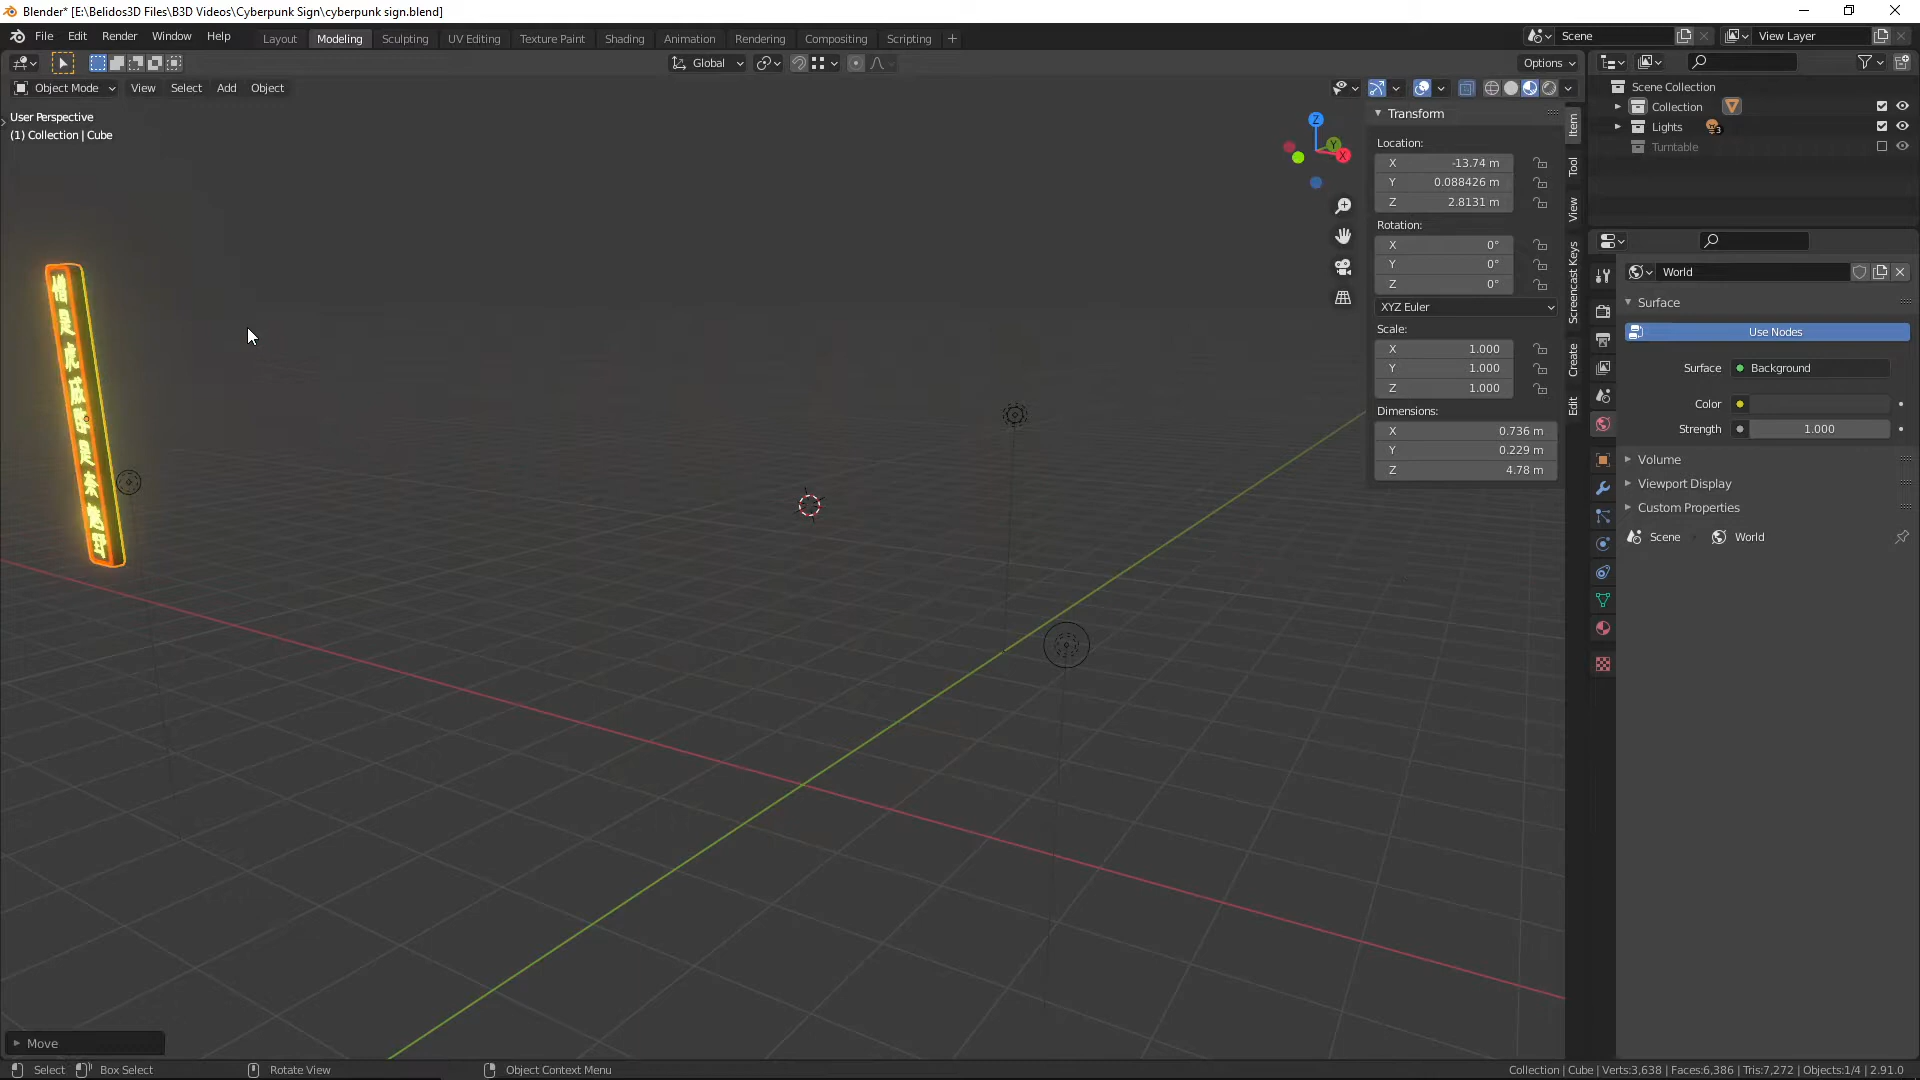 Blender* [E:\Belidos3D Files\B3D Videos\Cyberpunk Sign\cyberpunk sign.blend]
File Edit Render Window Help Layout Modeling Sculpting UV Editing Texture Paint Shading Animation Rendering Compositing Scripting + Scene View Layer
Global Options
Object Mode View Select Add Object
User Perspective
(1) Collection | Cube
Z
Y
X
Transform
Location:
X -13.74 m
Y 0.088426 m
Z 2.8131 m
Rotation:
X 0°
Y 0°
Z 0°
XYZ Euler
Scale:
X 1.000
Y 1.000
Z 1.000
Dimensions:
X 0.736 m
Y 0.229 m
Z 4.78 m
Item
Tool
View
Screencast Keys
Create
Edit
Scene Collection
Collection
Lights 3
Turntable
World
Surface
Use Nodes
Surface Background
Color
Strength 1.000
Volume
Viewport Display
Custom Properties
Scene World
Move
Select Box Select Rotate View Object Context Menu
Collection | Cube | Verts:3,638 | Faces:6,386 | Tris:7,272 | Objects:1/4 | 2.91.0